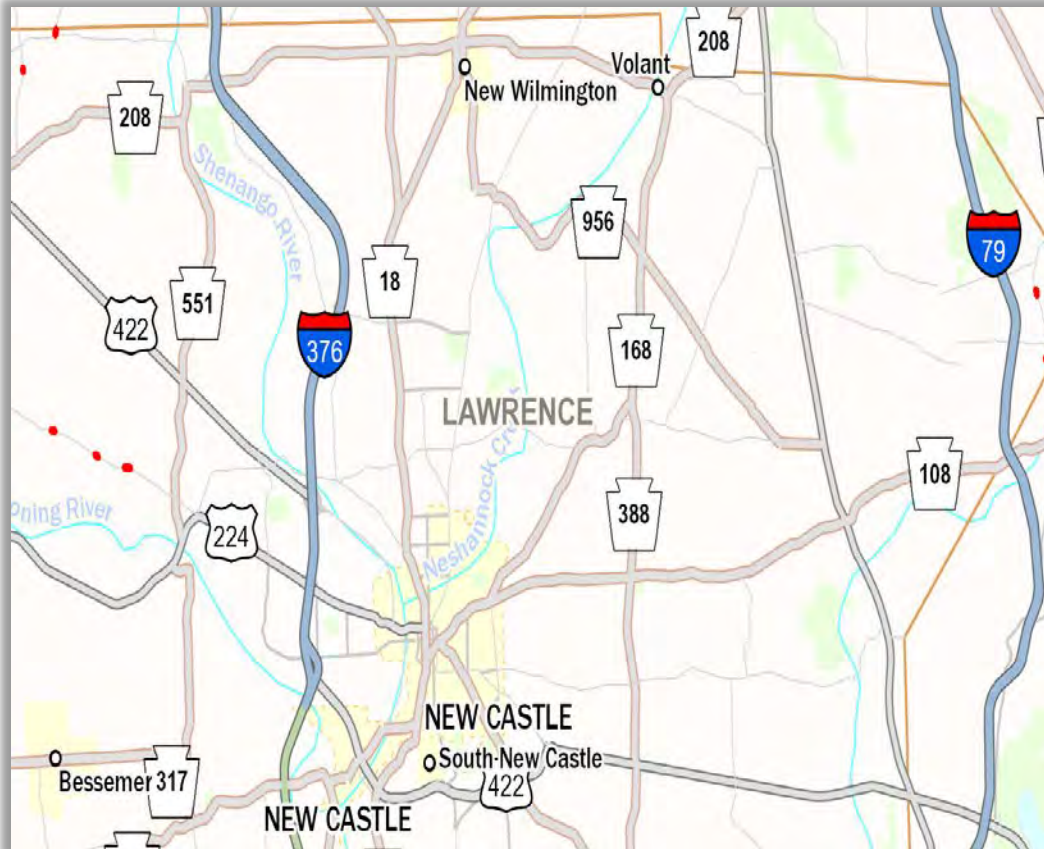 208
Volant
New Wilmington
208
Shenango River
956
79
18
551
422
376
168
LAWRENCE
Neshannock Creek
108
388
ning River
224
NEW CASTLE
South New Castle
Bessemer
317
422
NEW CASTLE